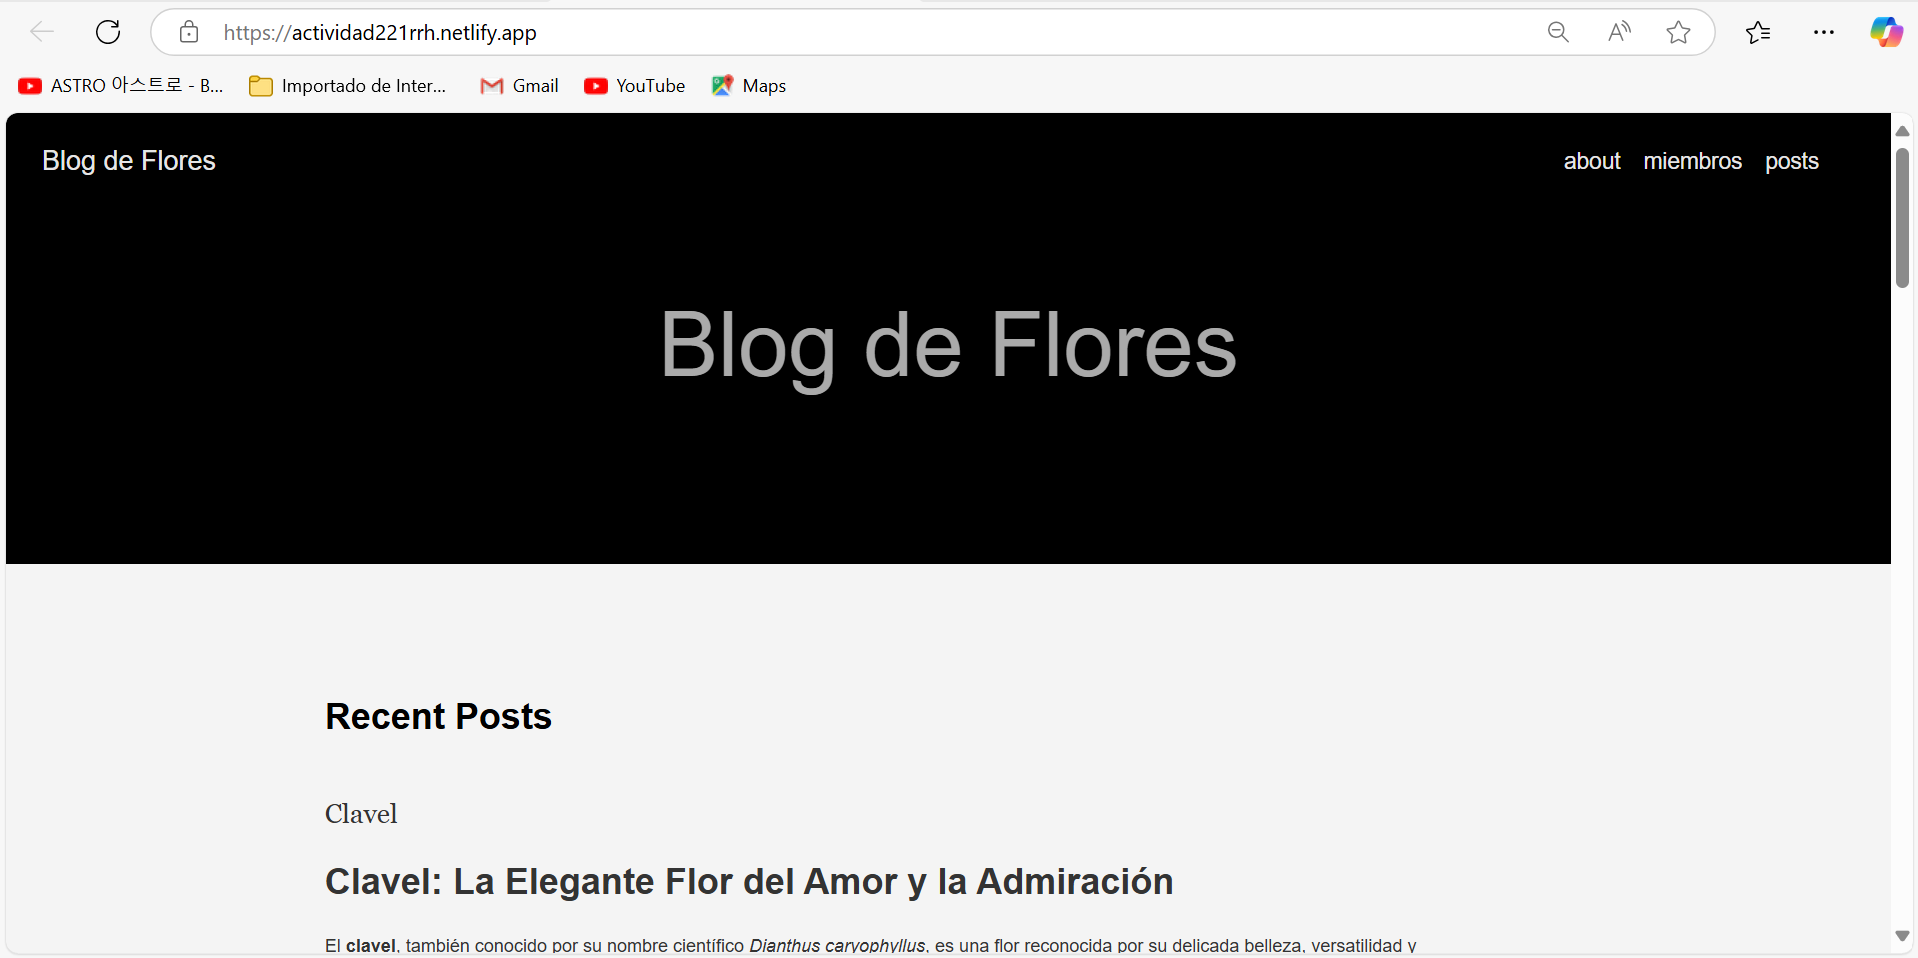 https://actividad221rrh.netlify.app
ASTRO 아스트로 - B...
Importado de Inter...
Gmail
YouTube
Maps
Blog de Flores
about
miembros
posts
Blog de Flores
Recent Posts
Clavel
Clavel: La Elegante Flor del Amor y la Admiración
El clavel, también conocido por su nombre científico Dianthus caryophyllus, es una flor reconocida por su delicada belleza, versatilidad y